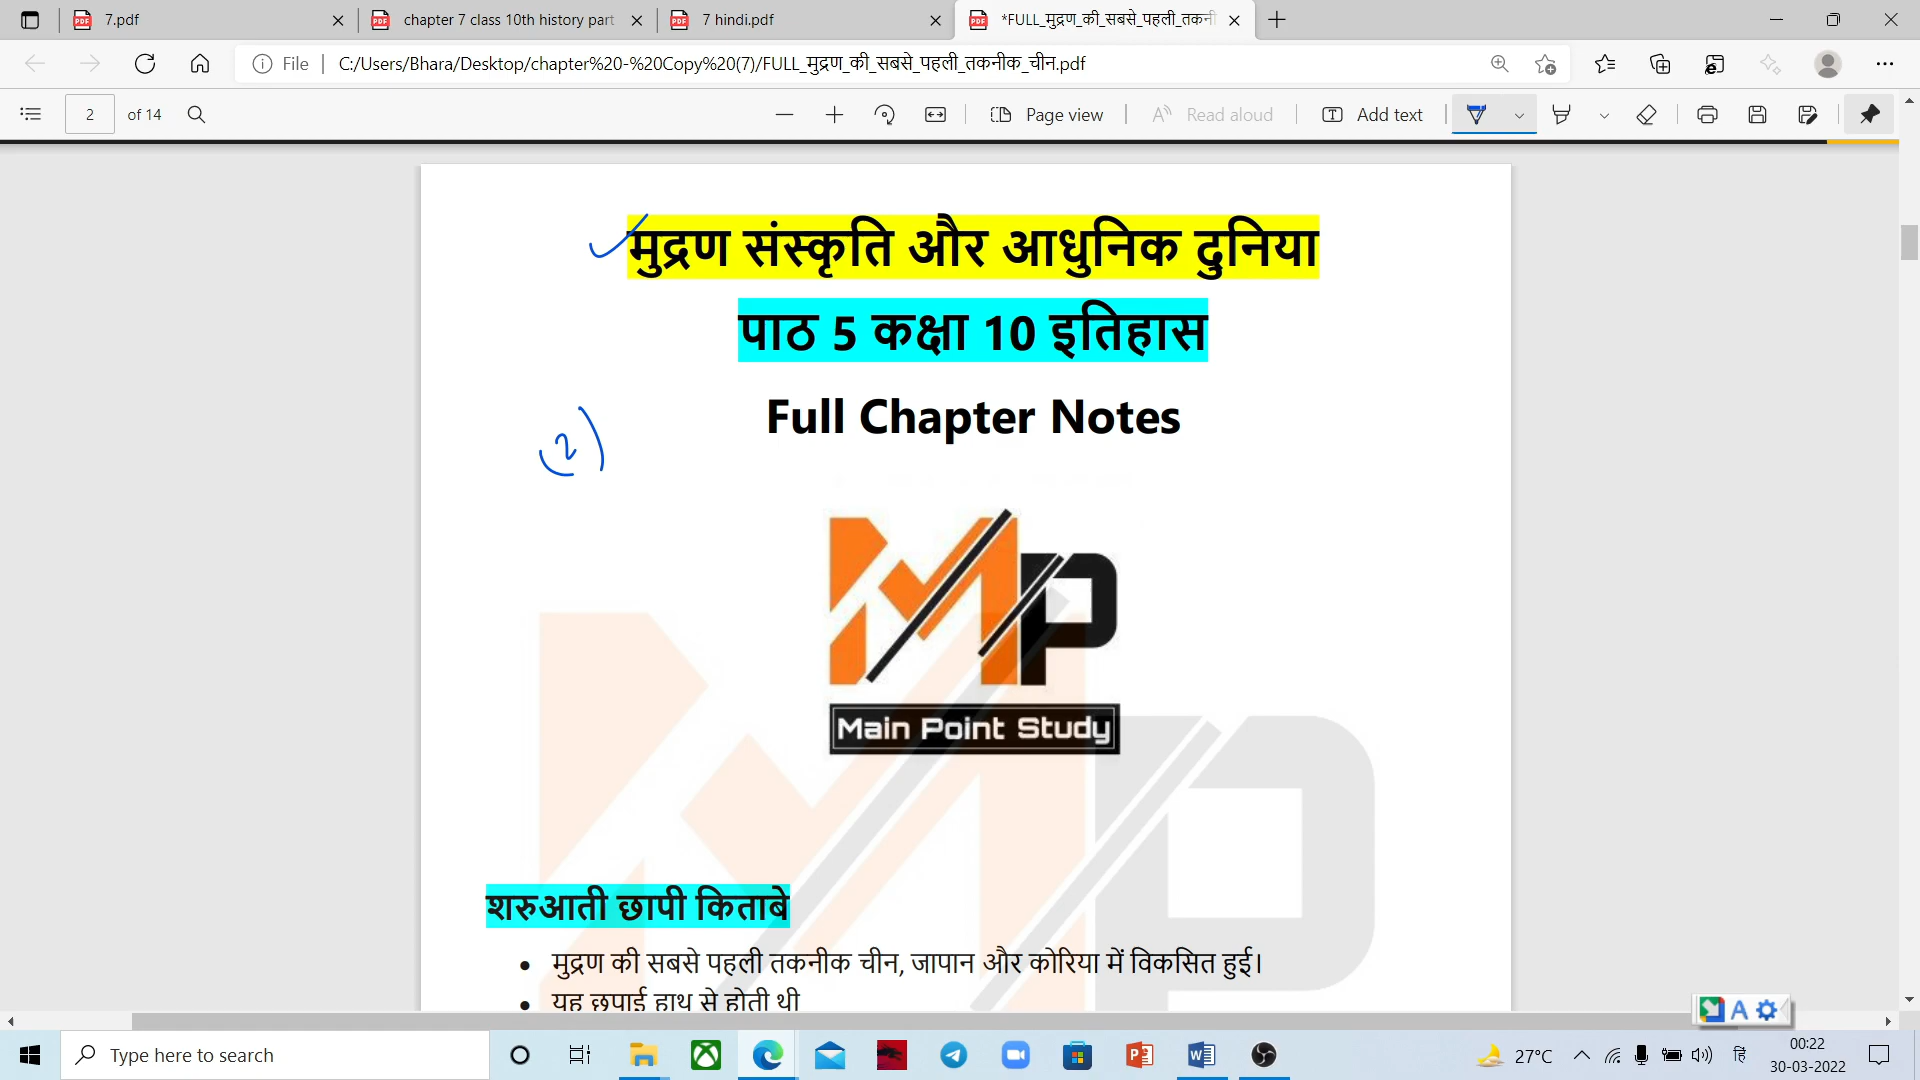 7.pdf
chapter 7 class 10th history part
7 hindi.pdf
*FULL_मुद्रण_की_सबसे_पहली_तकनी
File
C:/Users/Bhara/Desktop/chapter%20-%20Copy%20(7)/FULL_मुद्रण_की_सबसे_पहली_तकनीक_चीन.pdf
2 of 14
Page view
Read aloud
Add text
मुद्रण संस्कृति और आधुनिक दुनिया
पाठ 5 कक्षा 10 इतिहास
Full Chapter Notes
(2)
MP
Main Point Study
शरुआती छापी किताबे
• मुद्रण की सबसे पहली तकनीक चीन, जापान और कोरिया में विकसित हुई।
• यह छपाई हाथ से होती थी
A
Type here to search
27°C
हि
00:22
30-03-2022